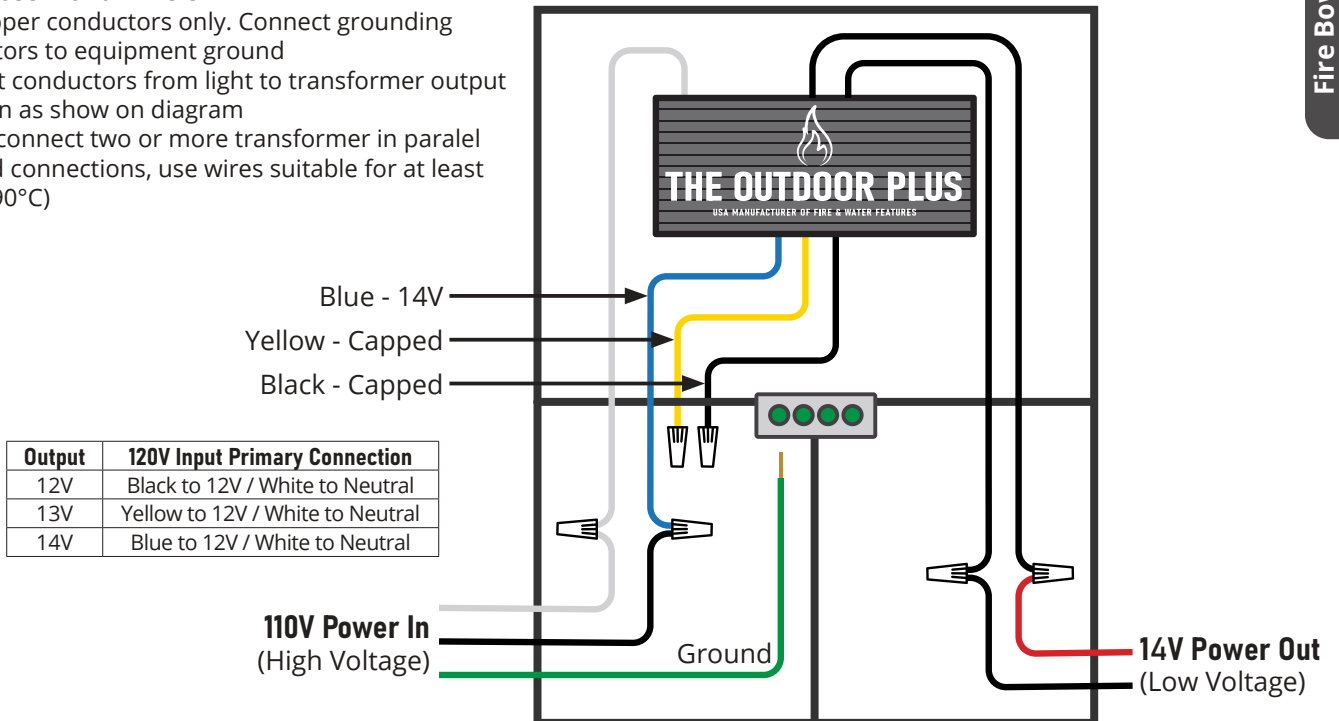 per conductors only. Connect grounding
tors to equipment ground
t conductors from light to transformer output
n as show on diagram
connect two or more transformer in paralel
d connections, use wires suitable for at least
90°C)
Fire Bo
THE OUTDOOR PLUS
USA MANUFACTURER OF FIRE & WATER FEATURES
Blue - 14V
Yellow - Capped
Black - Capped
Output 120V Input Primary Connection
12V Black to 12V / White to Neutral
13V Yellow to 12V / White to Neutral
14V Blue to 12V / White to Neutral
110V Power In
(High Voltage)
Ground
14V Power Out
(Low Voltage)